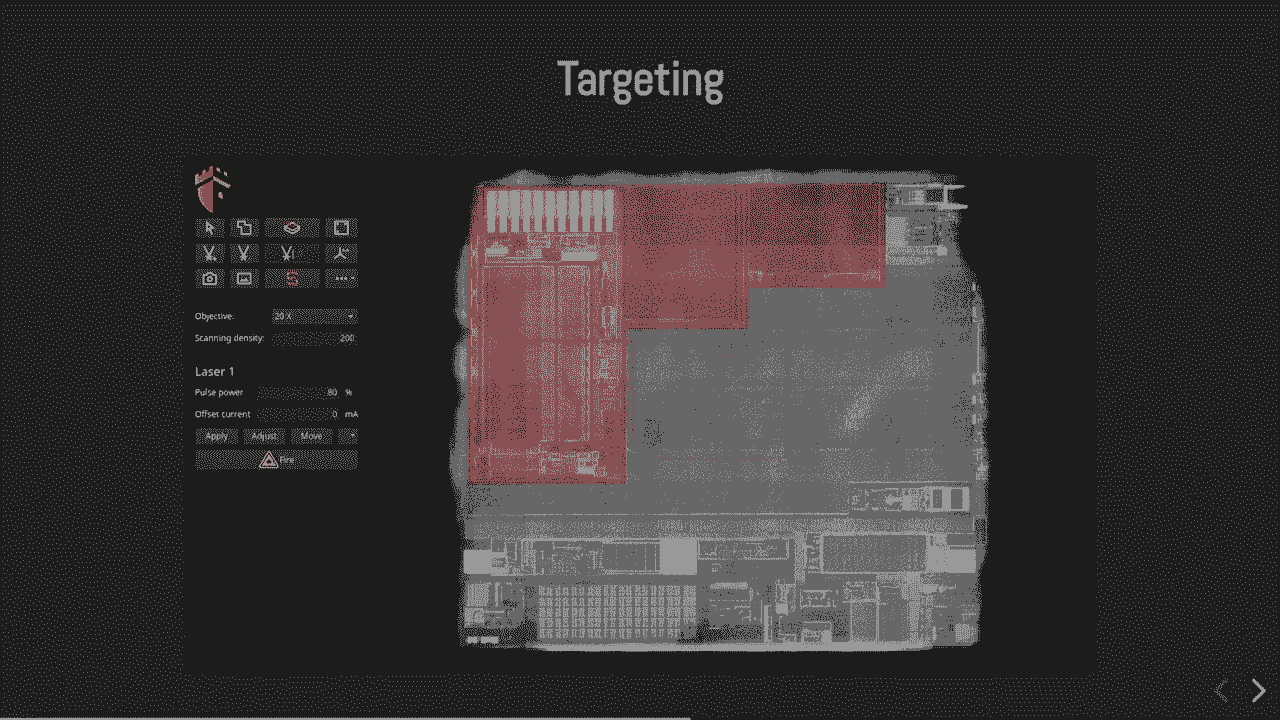 Targeting
Objective: 20 X
Scanning density: 200
Laser 1
Pulse power 80 %
Offset current 0 mA
Apply Adjust Move
Fire